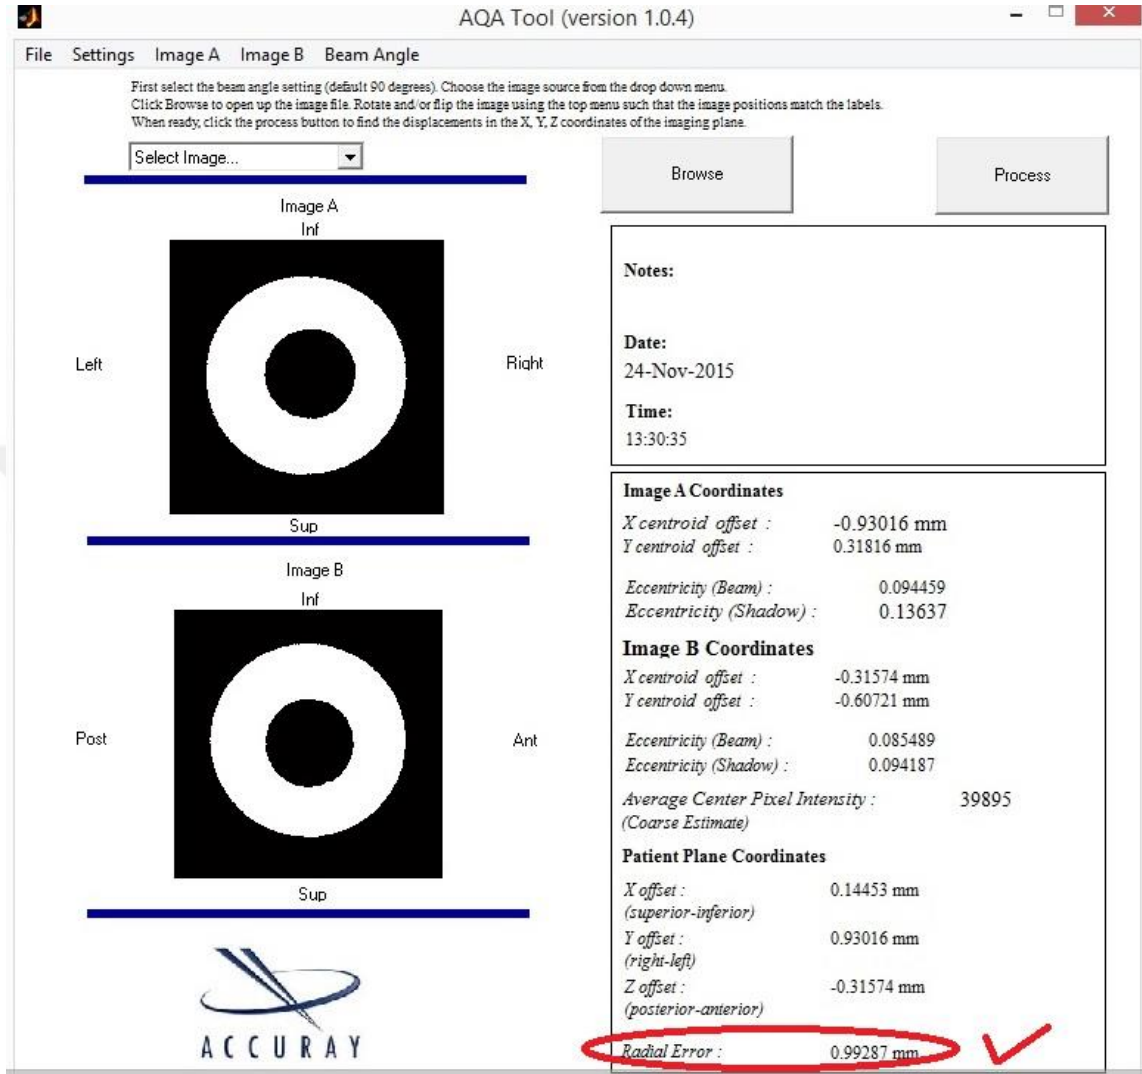 AQA Tool (version 1.0.4)
File Settings Image A Image B Beam Angle
First select the beam angle setting (default 90 degrees). Choose the image source from the drop down menu.
Click Browse to open up the image file. Rotate and/or flip the image using the top menu such that the image positions match the labels.
When ready, click the process button to find the displacements in the X, Y, Z coordinates of the imaging plane.
Select Image...
Browse
Process
Image A
Inf
Left
Right
Sup
Image B
Inf
Post
Ant
Sup
ACCURAY
Notes:
Date:
24-Nov-2015
Time:
13:30:35
Image A Coordinates
X centroid offset : -0.93016 mm
Y centroid offset : 0.31816 mm
Eccentricity (Beam) : 0.094459
Eccentricity (Shadow) : 0.13637
Image B Coordinates
X centroid offset : -0.31574 mm
Y centroid offset : -0.60721 mm
Eccentricity (Beam) : 0.085489
Eccentricity (Shadow) : 0.094187
Average Center Pixel Intensity : 39895
(Coarse Estimate)
Patient Plane Coordinates
X offset : 0.14453 mm
(superior-inferior)
Y offset : 0.93016 mm
(right-left)
Z offset : -0.31574 mm
(posterior-anterior)
Radial Error : 0.99287 mm